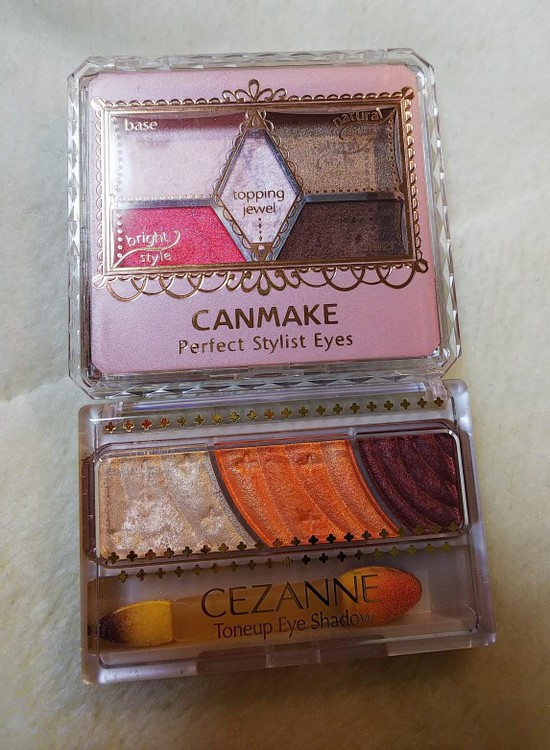 base
natural
topping
jewel
bright
style
CANMAKE
Perfect Stylist Eyes
CEZANNE
Toneup Eye Shadow